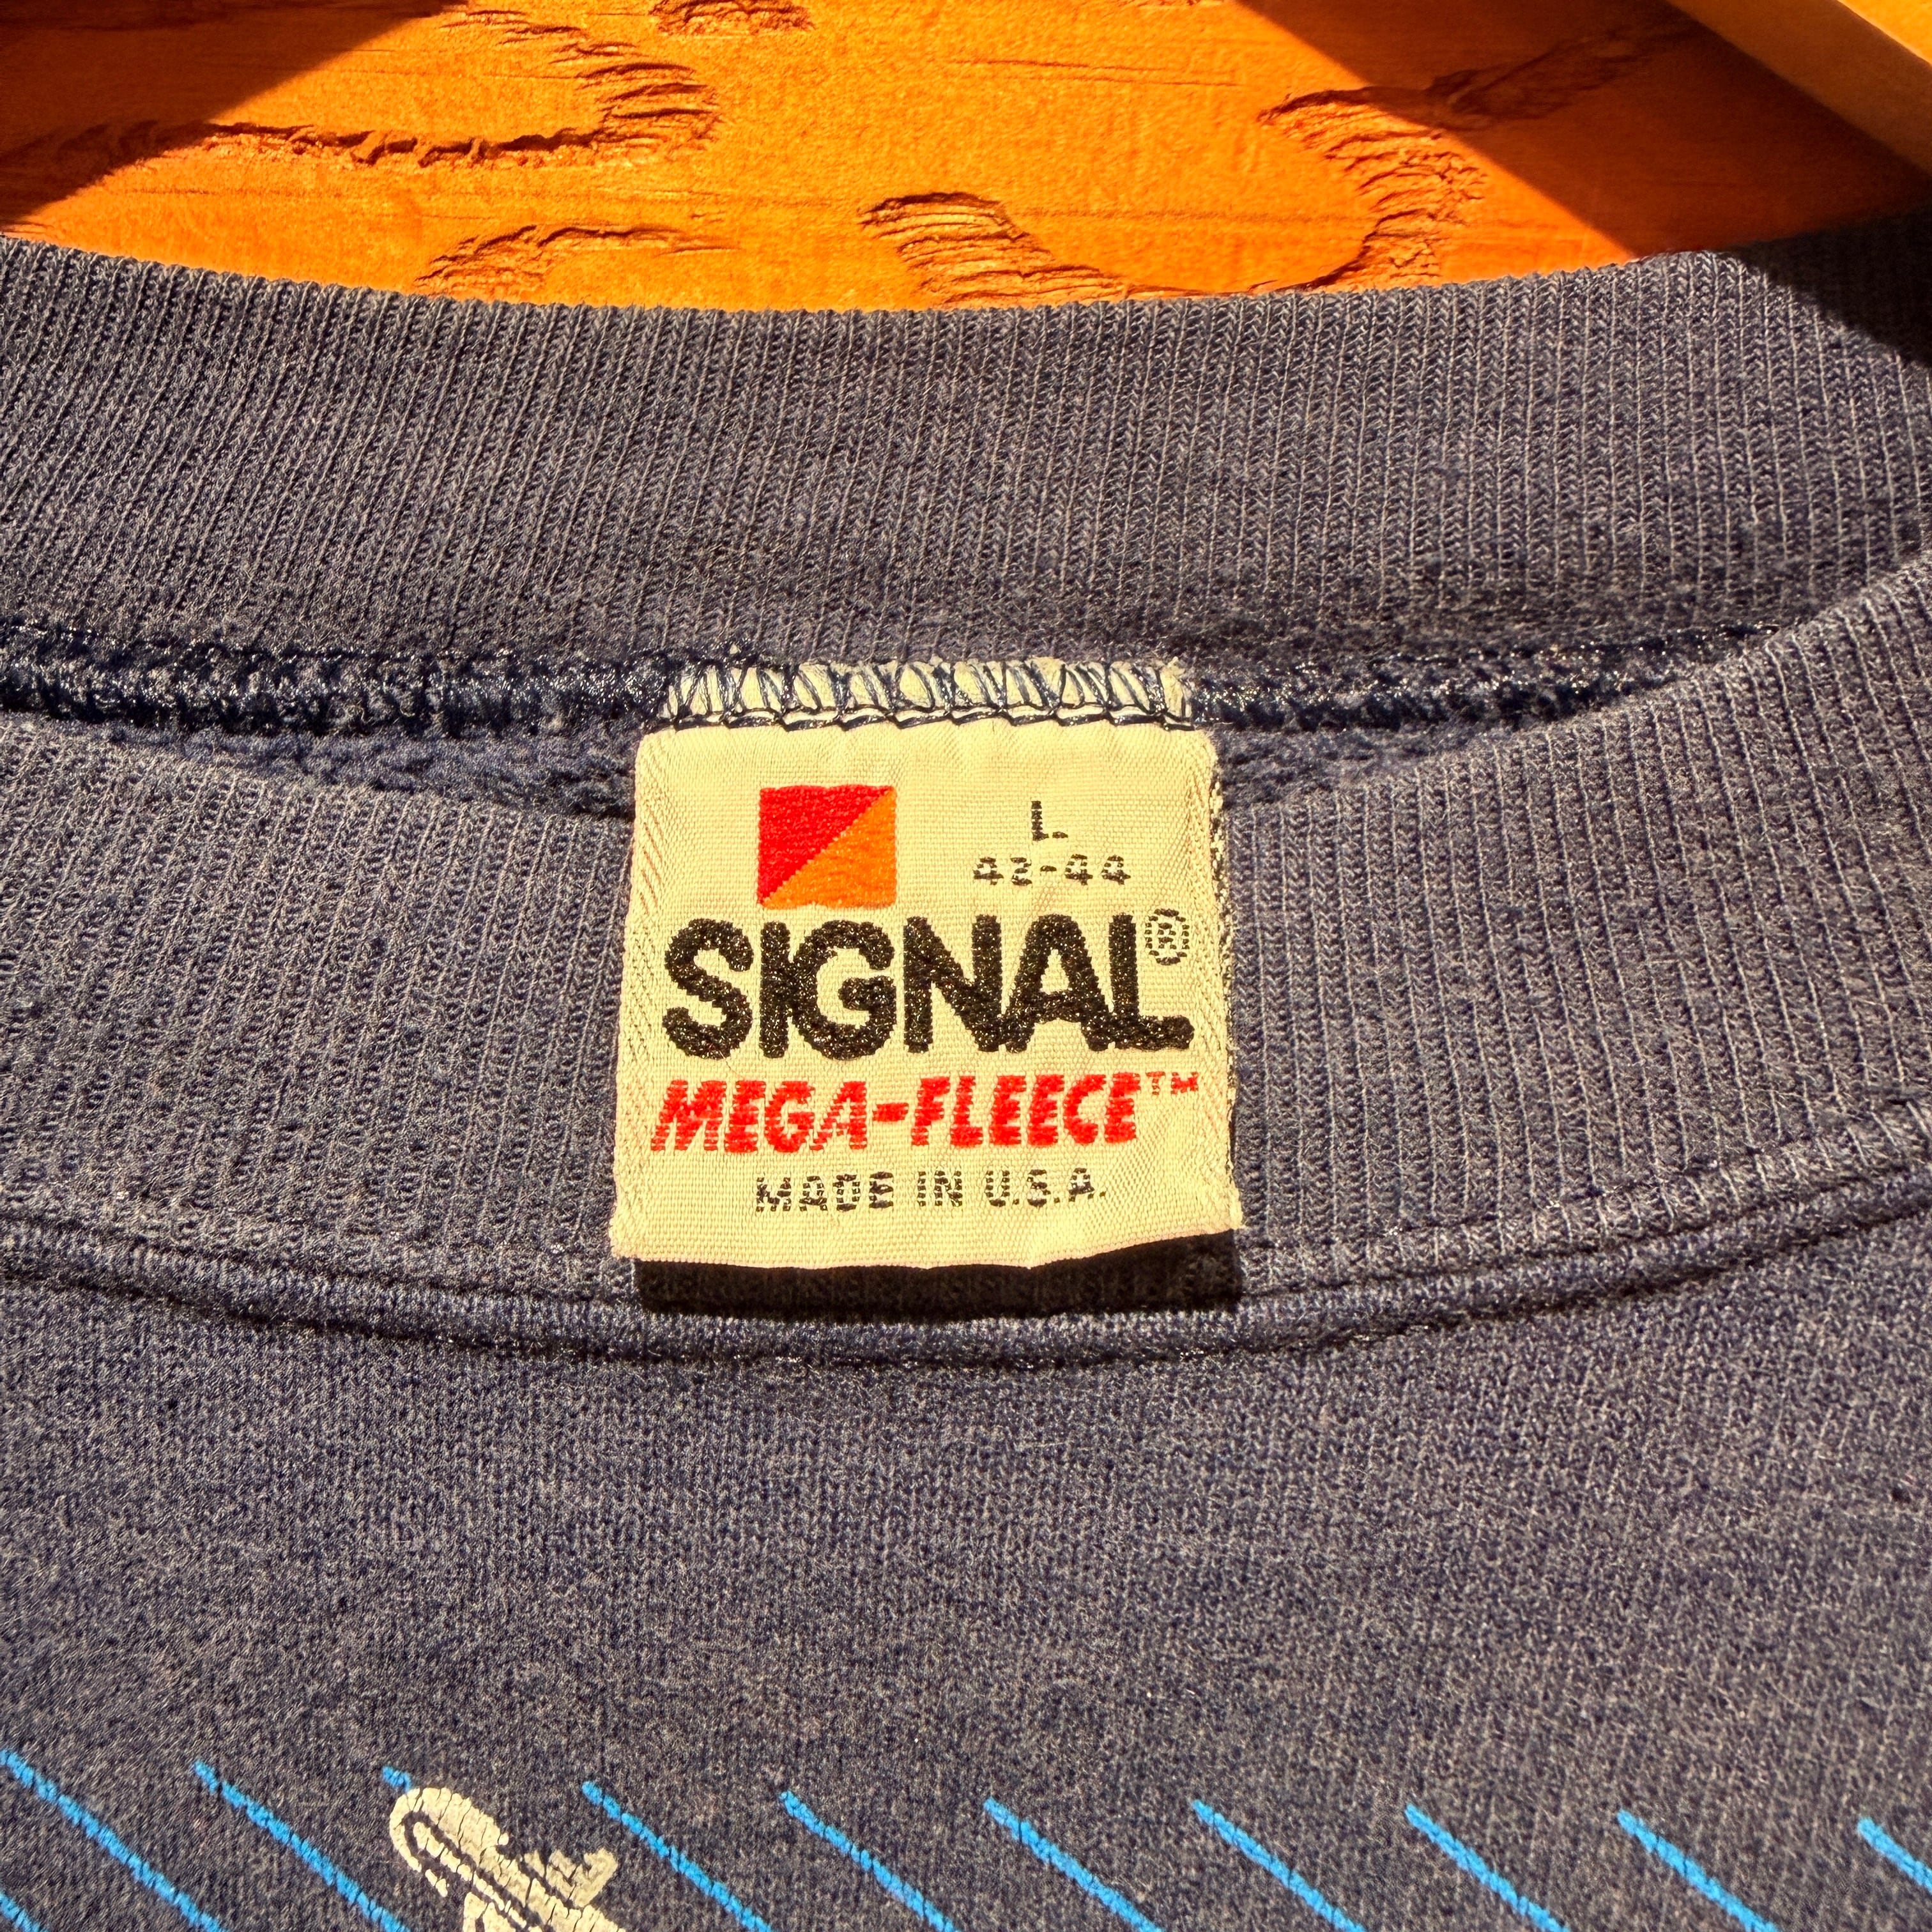 L
42-44
SIGNAL®
MEGA-FLEECE™
MADE IN U.S.A.